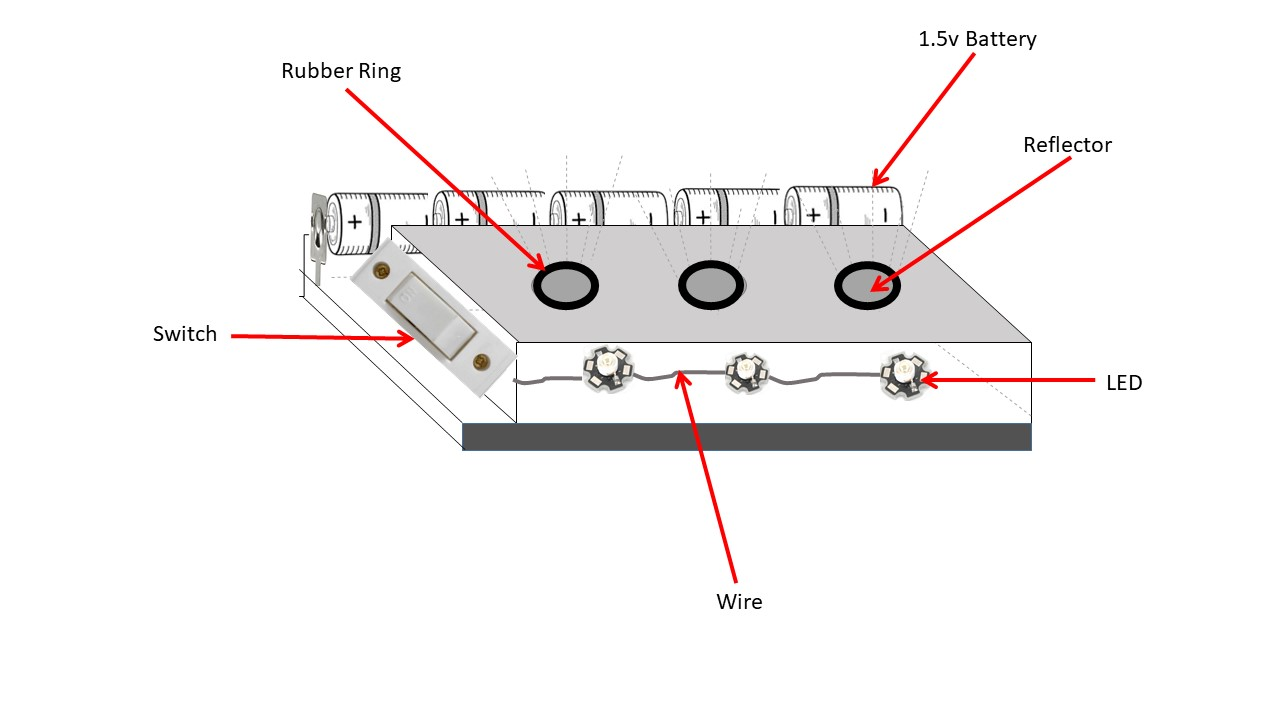 1.5v Battery
Rubber Ring
Reflector
+
+ -
+ -
+
+ -
Switch
LED
Wire